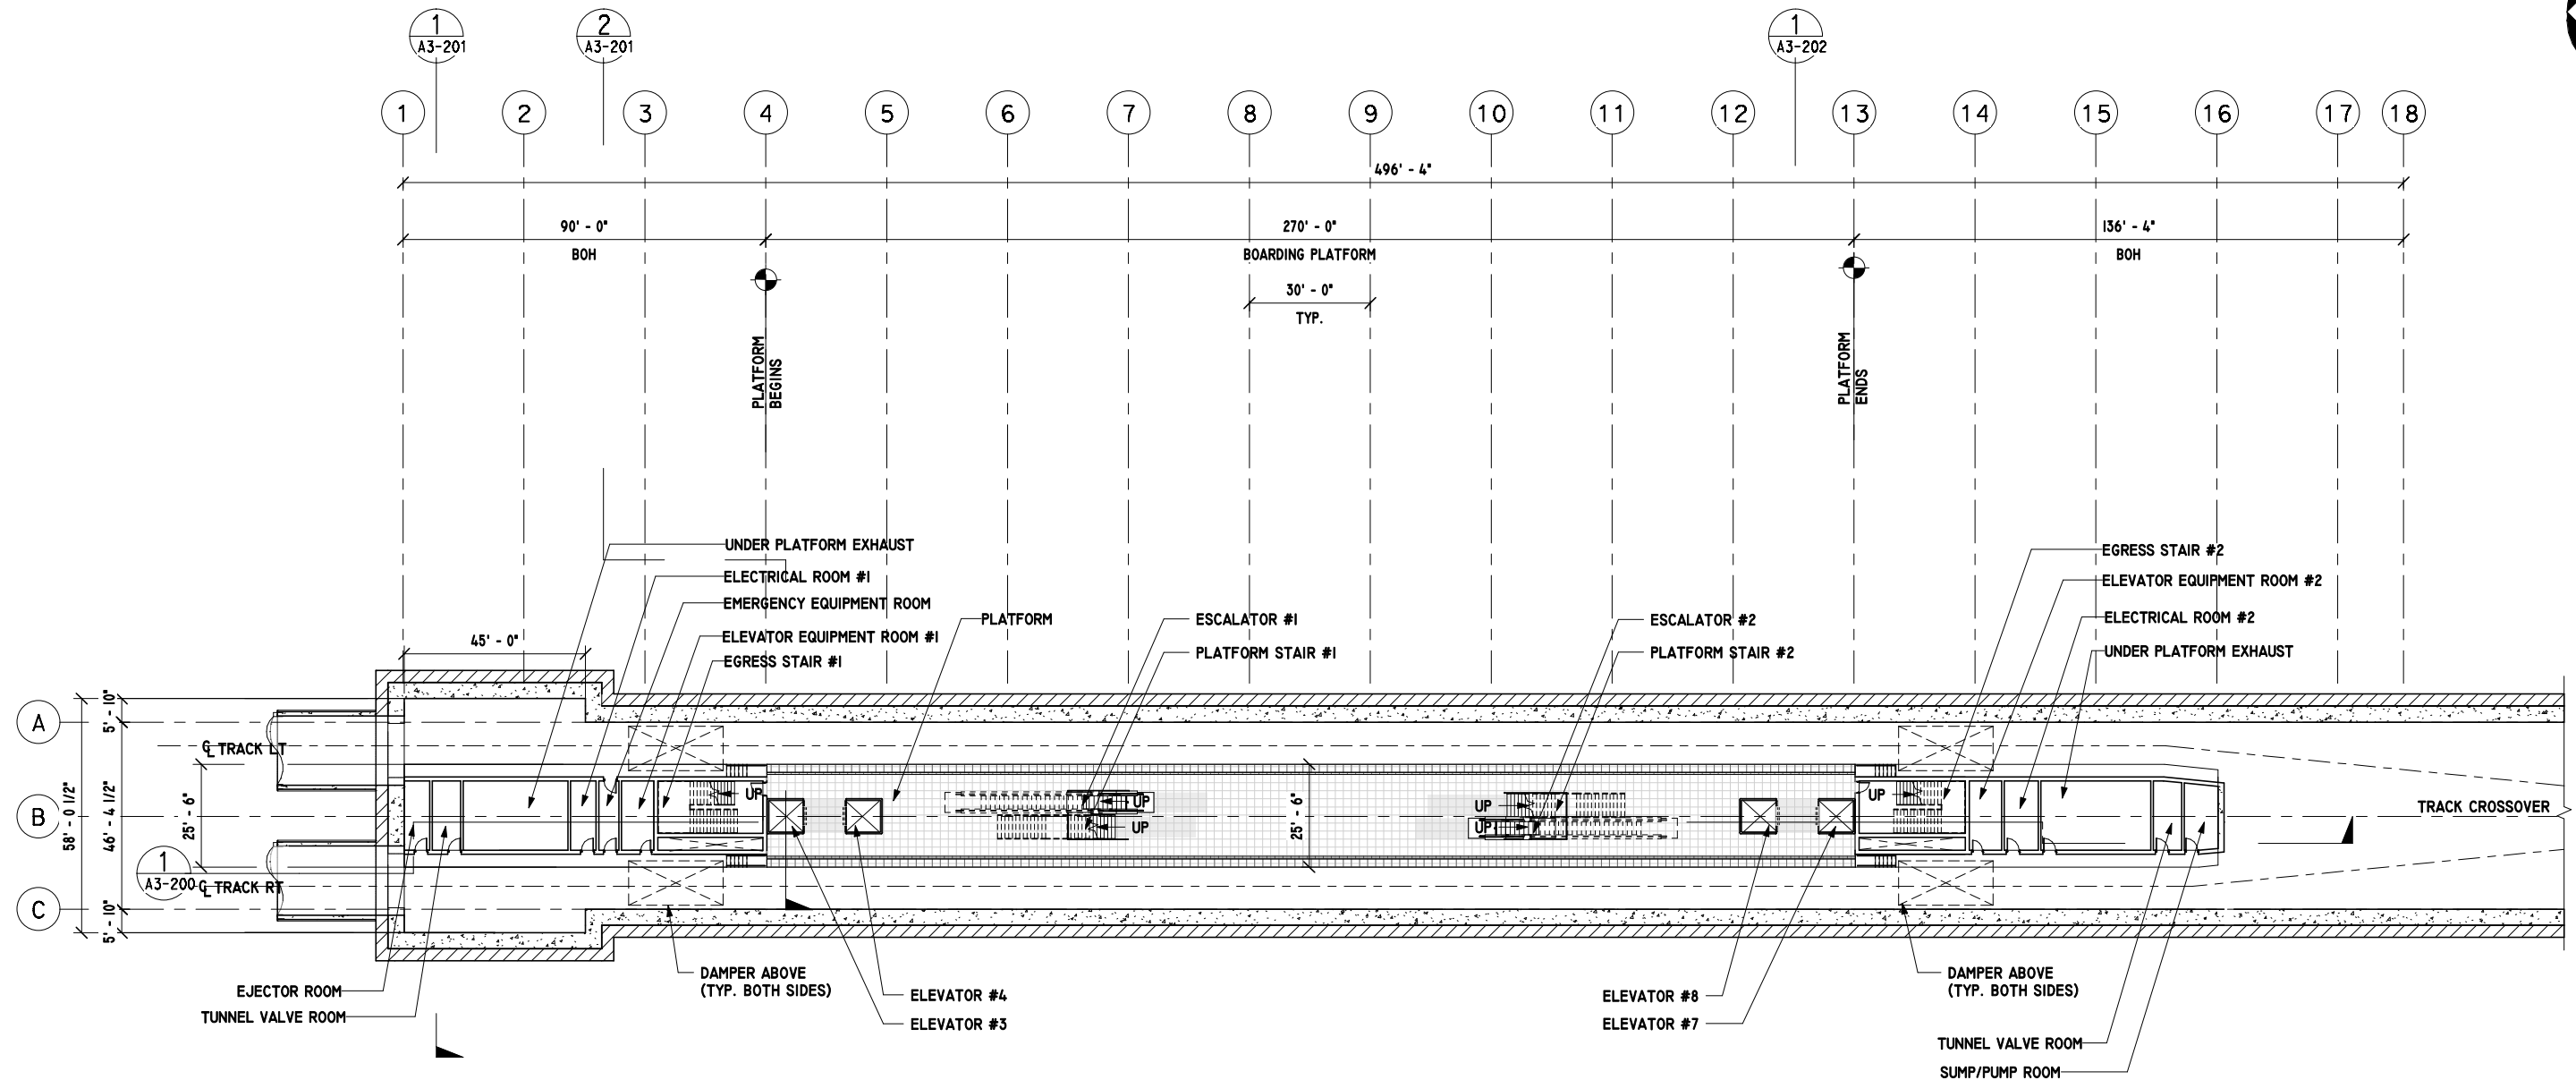 1
A3-201
2
A3-201
1
A3-202
1 2 3 4 5 6 7 8 9 10 11 12 13 14 15 16 17 18
496' - 4"
90' - 0"
BOH
270' - 0"
BOARDING PLATFORM
136' - 4"
BOH
30' - 0"
TYP.
PLATFORM
BEGINS
PLATFORM
ENDS
UNDER PLATFORM EXHAUST
ELECTRICAL ROOM #1
EMERGENCY EQUIPMENT ROOM
ELEVATOR EQUIPMENT ROOM #1
EGRESS STAIR #1
PLATFORM
ESCALATOR #1
PLATFORM STAIR #1
ESCALATOR #2
PLATFORM STAIR #2
EGRESS STAIR #2
ELEVATOR EQUIPMENT ROOM #2
ELECTRICAL ROOM #2
UNDER PLATFORM EXHAUST
45' - 0"
A
B
C
5' - 10"
46' - 4 1/2"
5' - 10"
58' - 0 1/2"
25' - 6"
℄ TRACK LT
1
A3-200
℄ TRACK RT
UP
UP
UP
25' - 6"
UP
UP
UP
TRACK CROSSOVER
EJECTOR ROOM
TUNNEL VALVE ROOM
DAMPER ABOVE
(TYP. BOTH SIDES)
ELEVATOR #4
ELEVATOR #3
ELEVATOR #8
ELEVATOR #7
DAMPER ABOVE
(TYP. BOTH SIDES)
TUNNEL VALVE ROOM
SUMP/PUMP ROOM